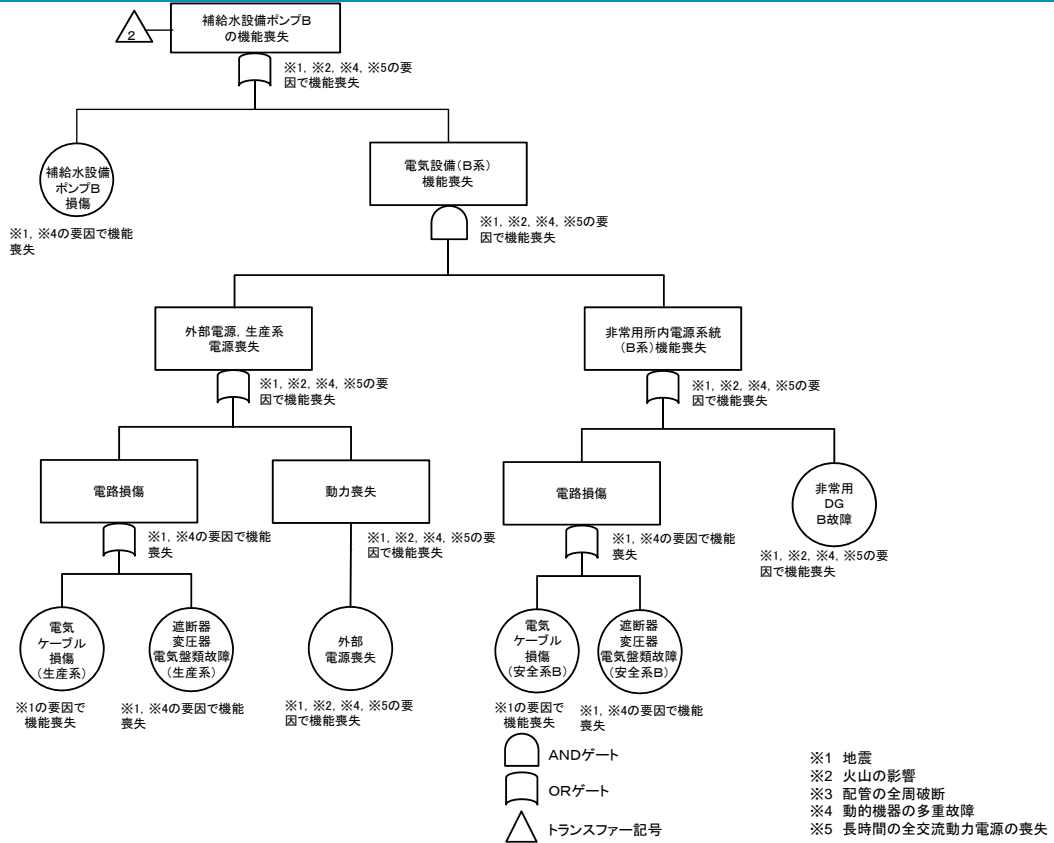 補給水設備ポンプB
の機能喪失
2
※1, ※2, ※4, ※5の要
因で機能喪失
補給水設備
ポンプB
損傷
※1, ※4の要因で機能
喪失
電気設備(B系)
機能喪失
※1, ※2, ※4, ※5の要
因で機能喪失
外部電源, 生産系
電源喪失
※1, ※2, ※4, ※5の要
因で機能喪失
非常用所内電源系統
(B系)機能喪失
※1, ※2, ※4, ※5の要
因で機能喪失
電路損傷
※1, ※4の要因で機能
喪失
動力喪失
※1, ※2, ※4, ※5の要
因で機能喪失
電路損傷
※1, ※4の要因で機能
喪失
非常用
DG
B故障
※1, ※2, ※4, ※5の要
因で機能喪失
電気
ケーブル
損傷
(生産系)
※1の要因で
機能喪失
遮断器
変圧器
電気盤類故障
(生産系)
※1, ※4の要因で機能
喪失
外部
電源喪失
※1, ※2, ※4, ※5の要
因で機能喪失
電気
ケーブル
損傷
(安全系B)
※1の要因で
機能喪失
遮断器
変圧器
電気盤類故障
(安全系B)
※1, ※4の要因で機能
喪失
ANDゲート
ORゲート
トランスファー記号
※1 地震
※2 火山の影響
※3 配管の全周破断
※4 動的機器の多重故障
※5 長時間の全交流動力電源の喪失